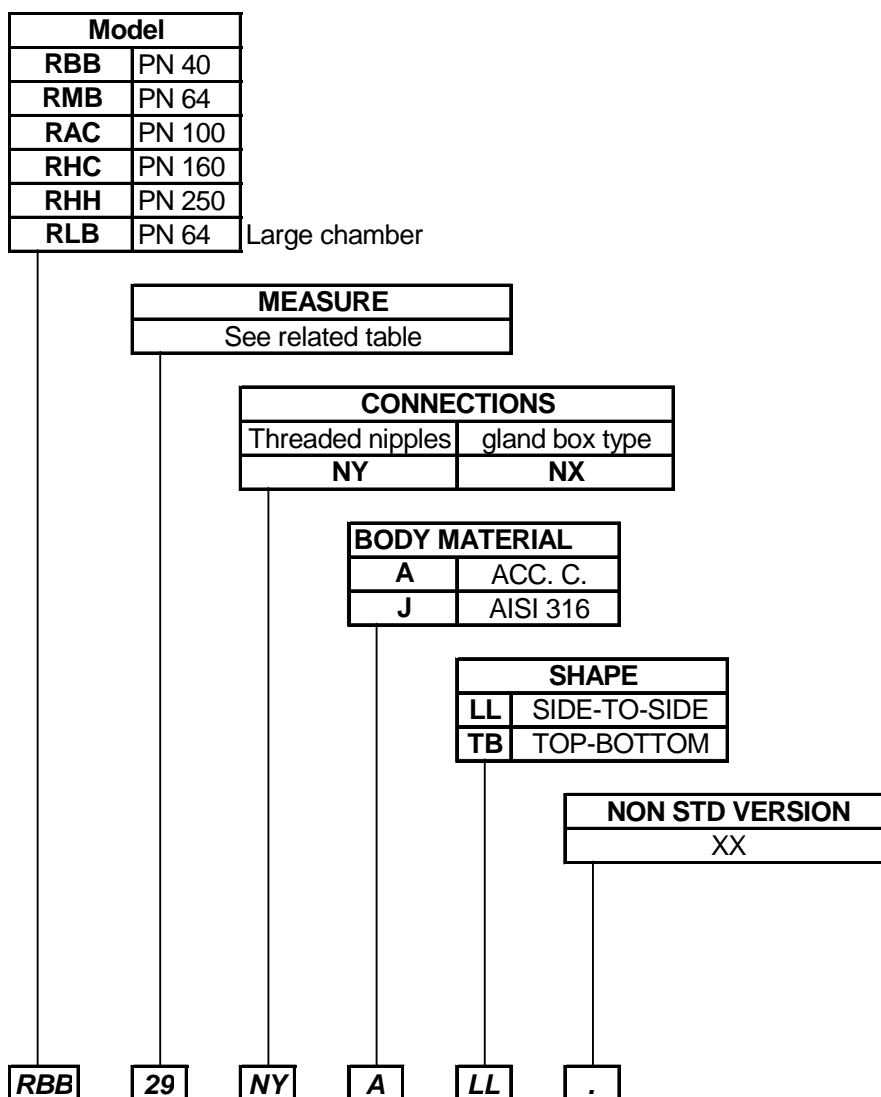 Model
RBB PN 40
RMB PN 64
RAC PN 100
RHC PN 160
RHH PN 250
RLB PN 64 Large chamber
MEASURE
See related table
CONNECTIONS
Threaded nipples gland box type
NY NX
BODY MATERIAL
A ACC. C.
J AISI 316
SHAPE
LL SIDE-TO-SIDE
TB TOP-BOTTOM
NON STD VERSION
XX
RBB 29 NY A LL .